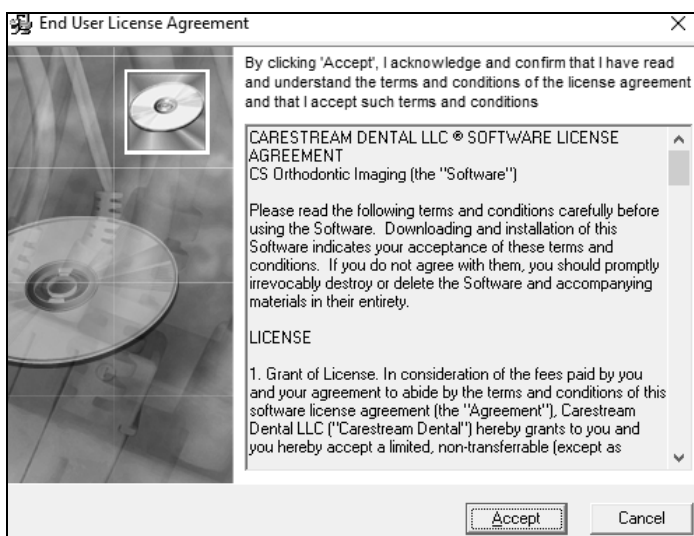 End User License Agreement
By clicking 'Accept', I acknowledge and confirm that I have read
and understand the terms and conditions of the license agreement
and that I accept such terms and conditions
CARESTREAM DENTAL LLC ® SOFTWARE LICENSE
AGREEMENT
CS Orthodontic Imaging (the "Software")
Please read the following terms and conditions carefully before
using the Software.  Downloading and installation of this
Software indicates your acceptance of these terms and
conditions.  If you do not agree with them, you should promptly
irrevocably destroy or delete the Software and accompanying
materials in their entirety.
LICENSE
1. Grant of License. In consideration of the fees paid by you
and your agreement to abide by the terms and conditions of this
software license agreement (the "Agreement"), Carestream
Dental LLC ("Carestream Dental") hereby grants to you and
you hereby accept a limited, non-transferrable (except as
Accept
Cancel